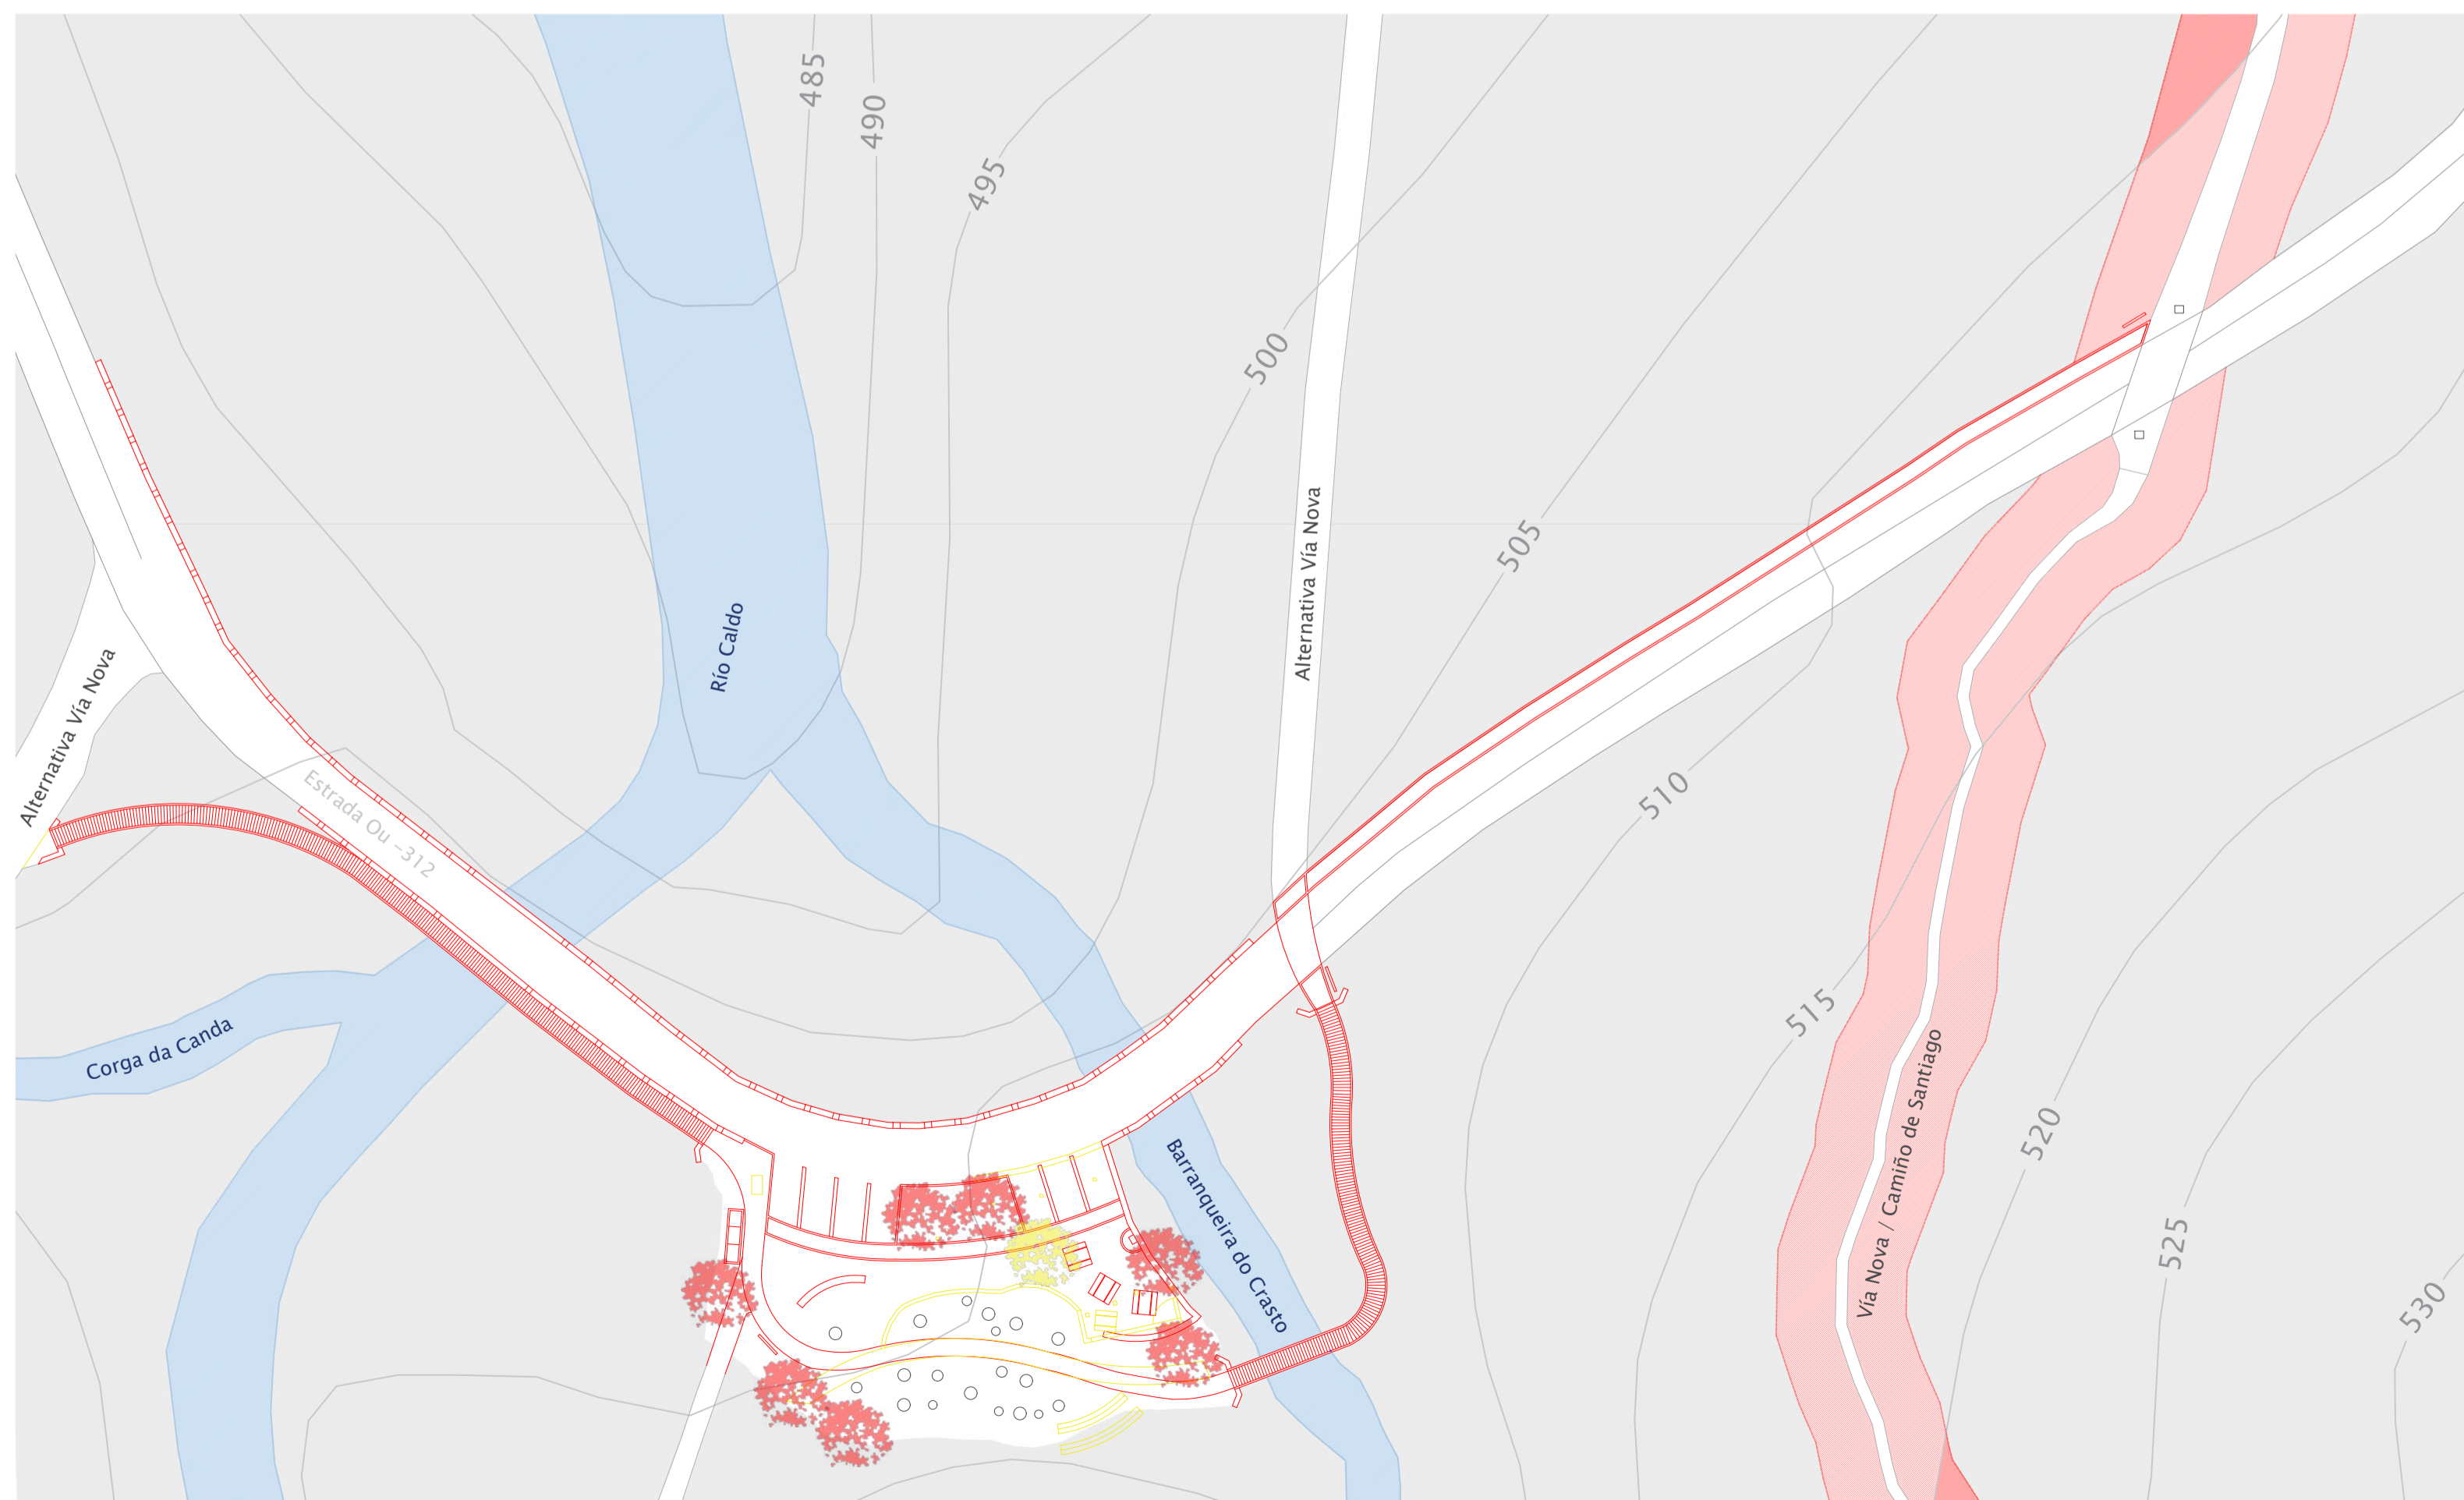 485
490
495
500
505
Alternativa Vía Nova
Río Caldo
Alternativa Vía Nova
Estrada Ou -312
510
515
Corga da Canda
Vía Nova / Camiño de Santiago
520
Barranqueira do Crasto
525
530